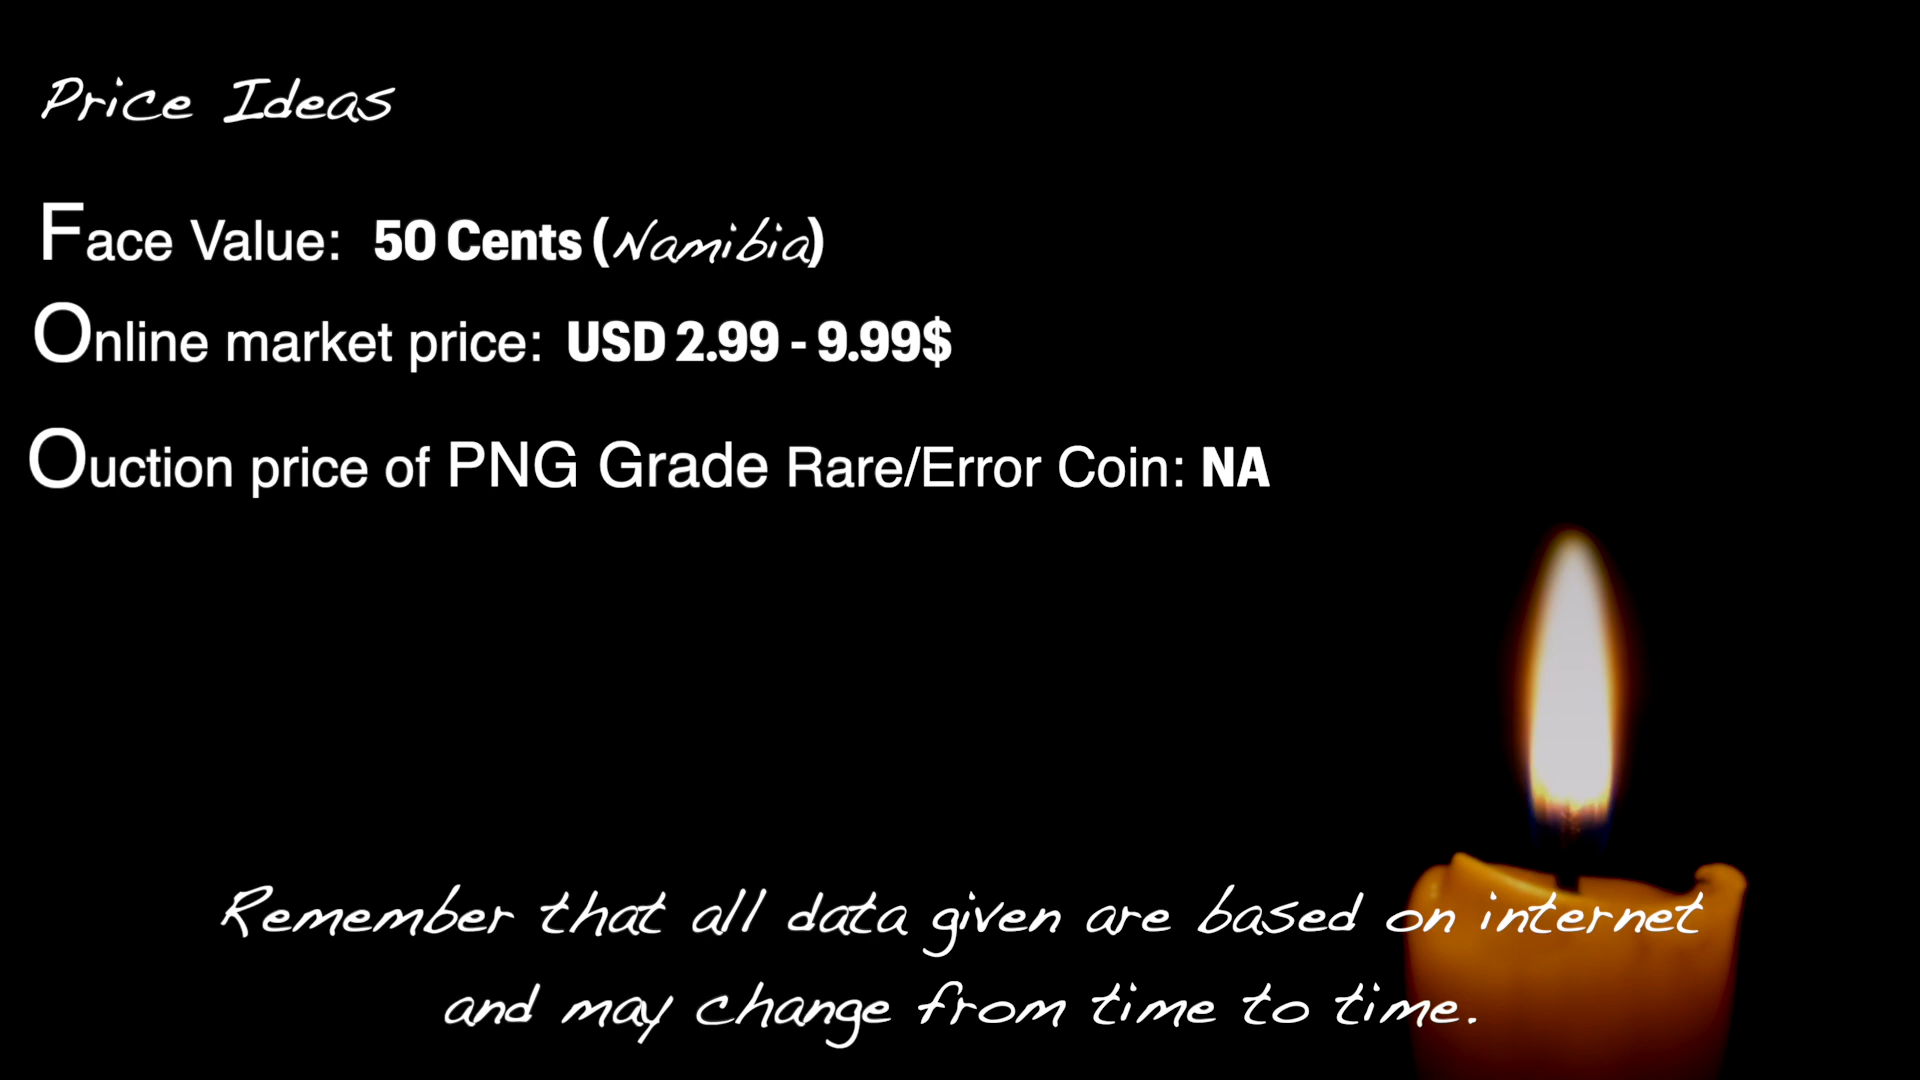 Price Ideas
Face Value: 50 Cents (Namibia)
Online market price: USD 2.99 - 9.99$
Ouction price of PNG Grade Rare/Error Coin: NA
Remember that all data given are based on internet
and may change from time to time.